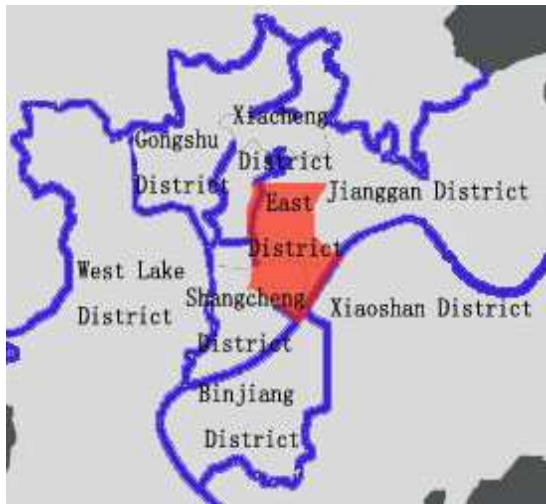 Xiacheng
District
Gongshu
District
East
District
Jianggan District
West Lake
District
Shangcheng
District
Xiaoshan District
Binjiang
District